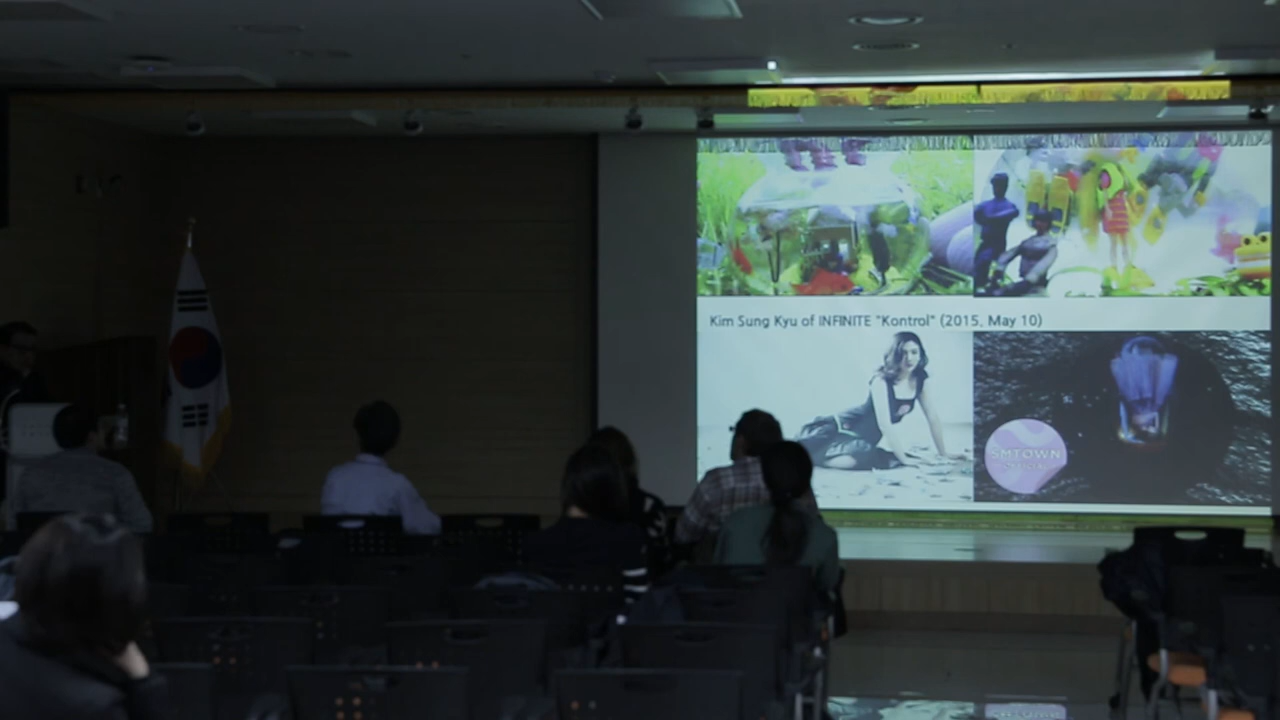 Kim Sung Kyu of INFINITE "Kontrol" (2015, May 10)
SMTOWN